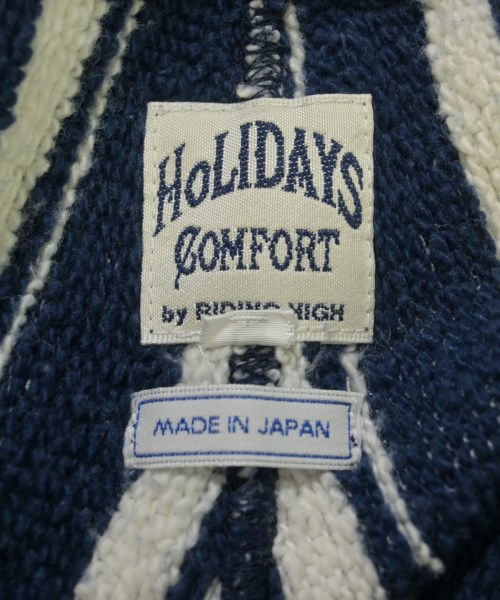 HOLIDAYS
COMFORT
by RIDING HIGH
MADE IN JAPAN